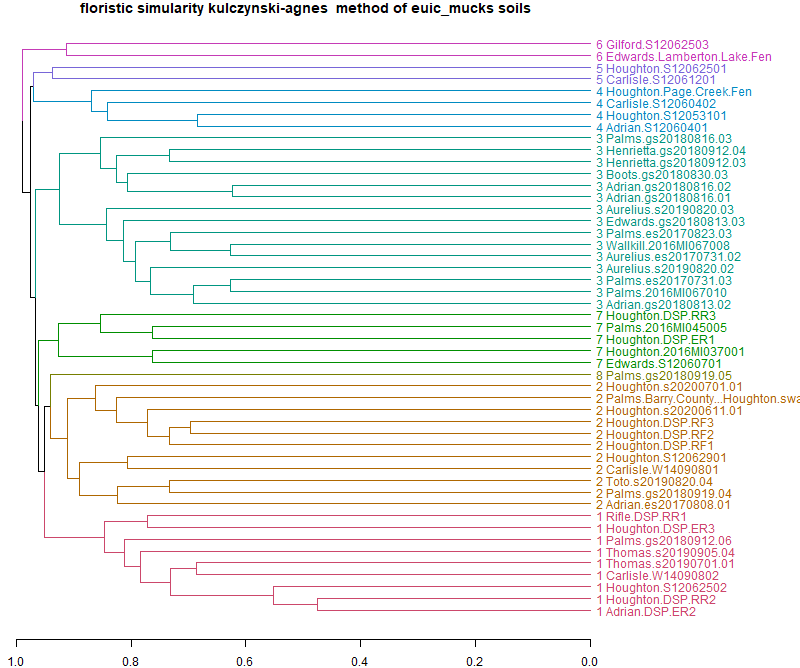 floristic simularity kulczynski-agnes method of euic_mucks soils
6 Gilford.S12062503
6 Edwards.Lamberton.Lake.Fen
5 Houghton.S12062501
5 Carlisle.S12061201
4 Houghton.Page.Creek.Fen
4 Carlisle.S12060402
4 Houghton.S12053101
4 Adrian.S12060401
3 Palms.gs20180816.03
3 Henrietta.gs20180912.04
3 Henrietta.gs20180912.03
3 Boots.gs20180830.03
3 Adrian.gs20180816.02
3 Adrian.gs20180816.01
3 Aurelius.s20190820.03
3 Edwards.gs20180813.03
3 Palms.es20170823.03
3 Wallkill.2016MI067008
3 Aurelius.es20170731.02
3 Aurelius.s20190820.02
3 Palms.es20170731.03
3 Palms.2016MI067010
3 Adrian.gs20180813.02
7 Houghton.DSP.RR3
7 Palms.2016MI045005
7 Houghton.DSP.ER1
7 Houghton.2016MI037001
7 Edwards.S12060701
8 Palms.gs20180919.05
2 Houghton.s20200701.01
2 Palms.Barry.County...Houghton.swa
2 Houghton.s20200611.01
2 Houghton.DSP.RF3
2 Houghton.DSP.RF2
2 Houghton.DSP.RF1
2 Houghton.S12062901
2 Carlisle.W14090801
2 Toto.s20190820.04
2 Palms.gs20180919.04
2 Adrian.es20170808.01
1 Rifle.DSP.RR1
1 Houghton.DSP.ER3
1 Palms.gs20180912.06
1 Thomas.s20190905.04
1 Thomas.s20190701.01
1 Carlisle.W14090802
1 Houghton.S12062502
1 Houghton.DSP.RR2
1 Adrian.DSP.ER2
1.0 0.8 0.6 0.4 0.2 0.0